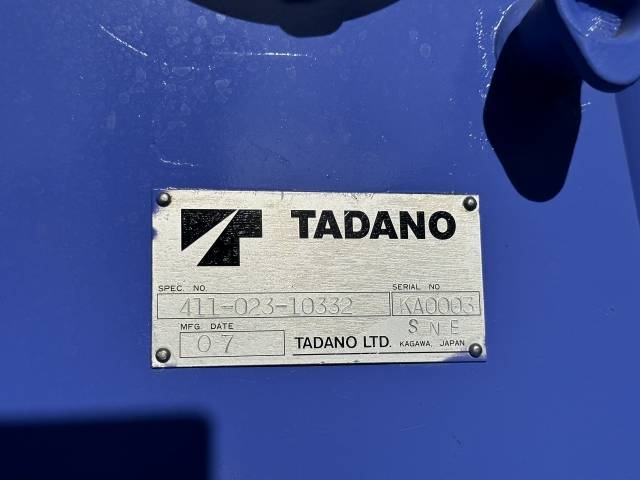 TADANO
SPEC. NO. SERIAL NO
411-023-10332 KA0003
MFG DATE S N E
07 TADANO LTD. KAGAWA, JAPAN